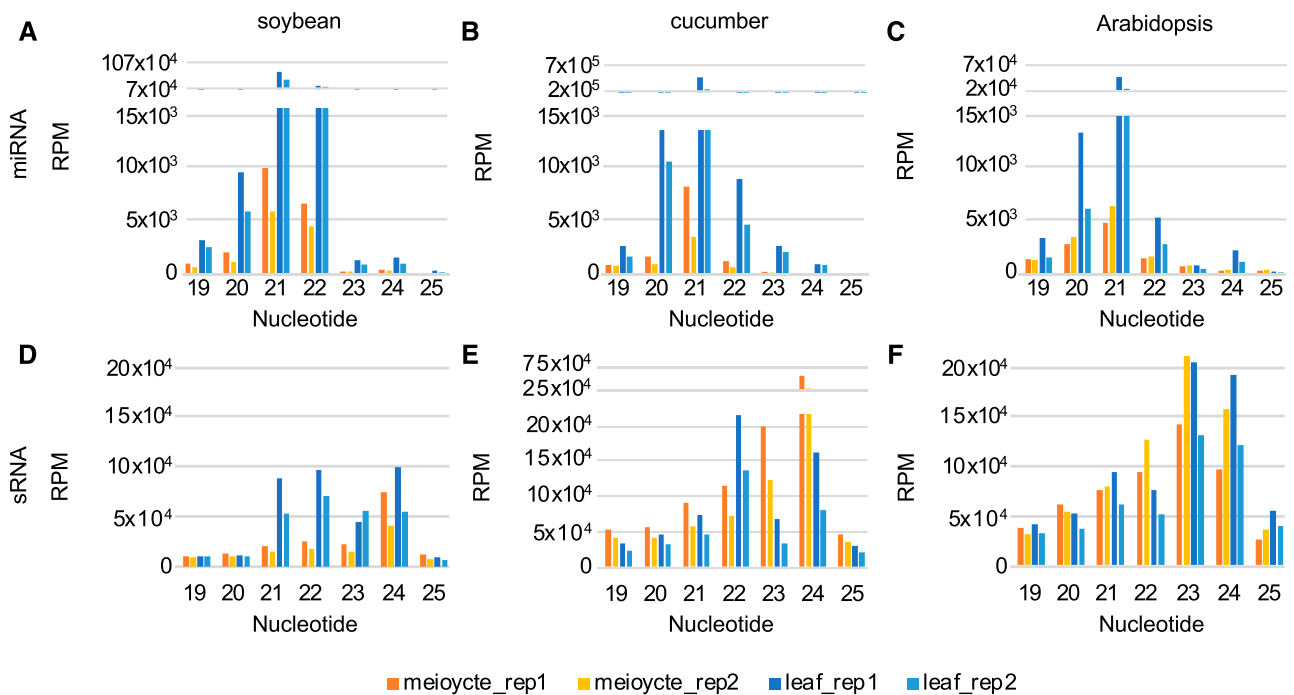 A soybean
B cucumber
C Arabidopsis
miRNA
RPM
107x10⁴
7x10⁴
15x10³
10x10³
5x10³
0
19 20 21 22 23 24 25
Nucleotide
RPM
7x10⁵
2x10⁵
15x10³
10x10³
5x10³
0
19 20 21 22 23 24 25
Nucleotide
RPM
7x10⁴
2x10⁴
15x10³
10x10³
5x10³
0
19 20 21 22 23 24 25
Nucleotide
D
sRNA
RPM
20x10⁴
15x10⁴
10x10⁴
5x10⁴
0
19 20 21 22 23 24 25
Nucleotide
E
RPM
75x10⁴
25x10⁴
20x10⁴
15x10⁴
10x10⁴
5x10⁴
0
19 20 21 22 23 24 25
Nucleotide
F
RPM
20x10⁴
15x10⁴
10x10⁴
5x10⁴
0
19 20 21 22 23 24 25
Nucleotide
meioycte_rep1 meioycte_rep2 leaf_rep1 leaf_rep2